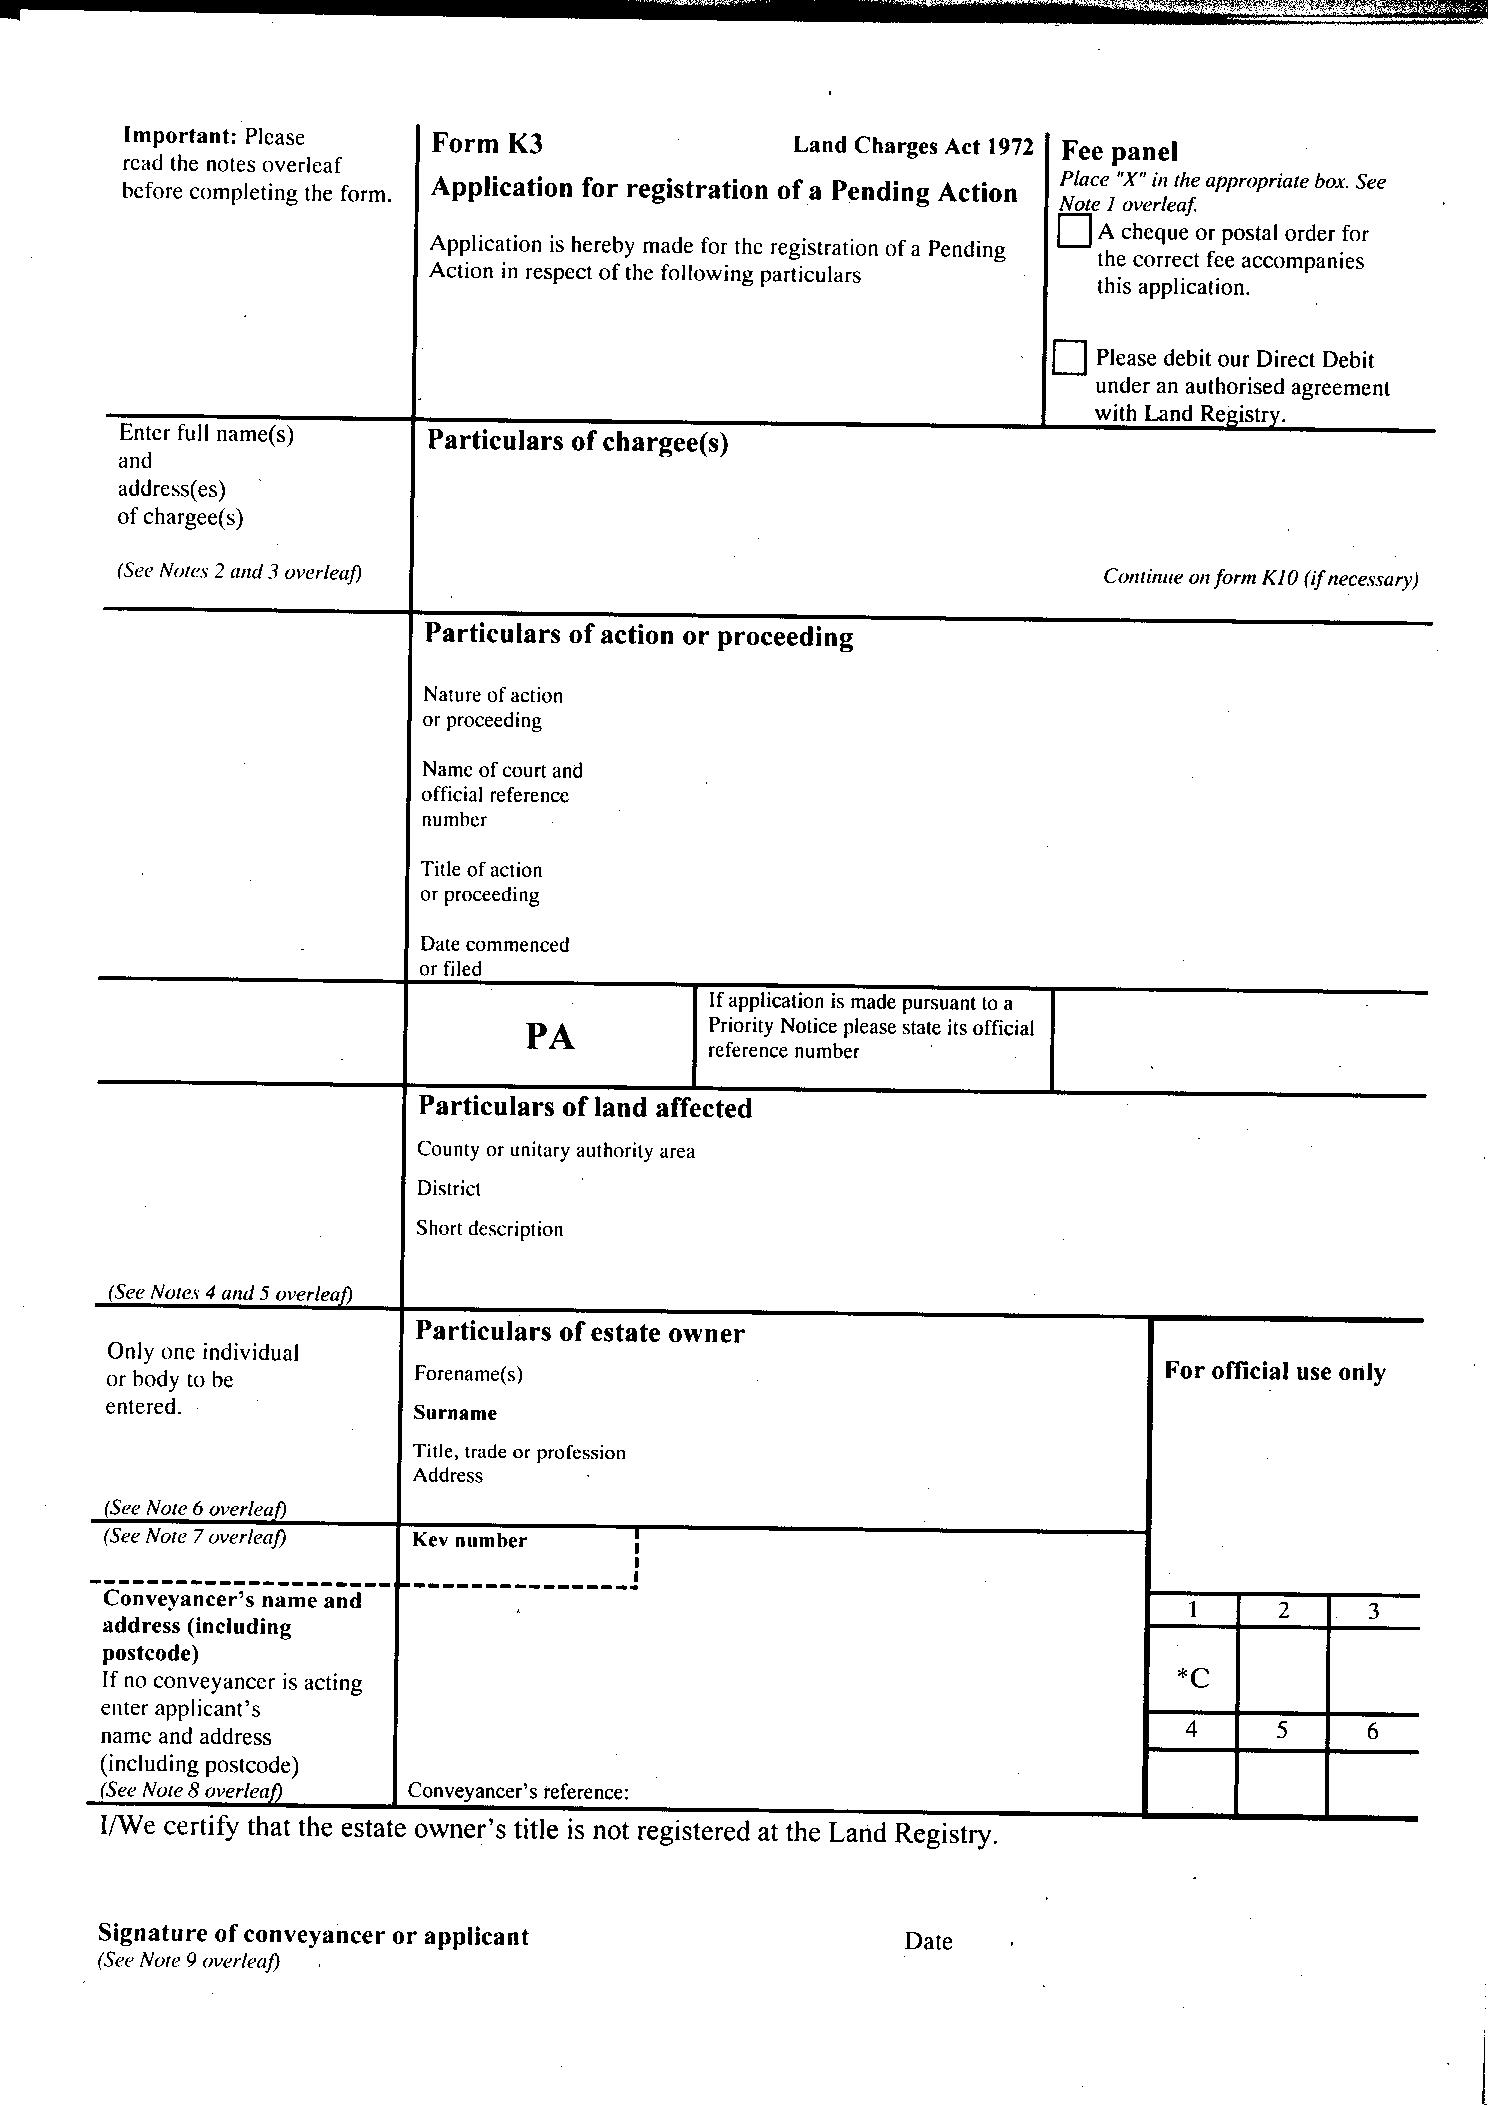 Important: Please
read the notes overleaf
before completing the form.
Form K3
Land Charges Act 1972
Application for registration of a Pending Action
Application is hereby made for the registration of a Pending
Action in respect of the following particulars
Fee panel
Place "X" in the appropriate box. See
Note 1 overleaf.
A cheque or postal order for
the correct fee accompanies
this application.
Please debit our Direct Debit
under an authorised agreement
with Land Registry.
Enter full name(s)
and
address(es)
of chargee(s)
(See Notes 2 and 3 overleaf)
Particulars of chargee(s)
Continue on form K10 (if necessary)
Particulars of action or proceeding
Nature of action
or proceeding
Name of court and
official reference
number
Title of action
or proceeding
Date commenced
or filed
PA
If application is made pursuant to a
Priority Notice please state its official
reference number
Particulars of land affected
County or unitary authority area
District
Short description
(See Notes 4 and 5 overleaf)
Only one individual
or body to be
entered.
(See Note 6 overleaf)
Particulars of estate owner
Forename(s)
Surname
Title, trade or profession
Address
For official use only
(See Note 7 overleaf)
Kev number
Conveyancer's name and
address (including
postcode)
If no conveyancer is acting
enter applicant's
name and address
(including postcode)
(See Note 8 overleaf)
Conveyancer's reference:
1 2 3
*C
4 5 6
I/We certify that the estate owner's title is not registered at the Land Registry.
Signature of conveyancer or applicant
(See Note 9 overleaf)
Date